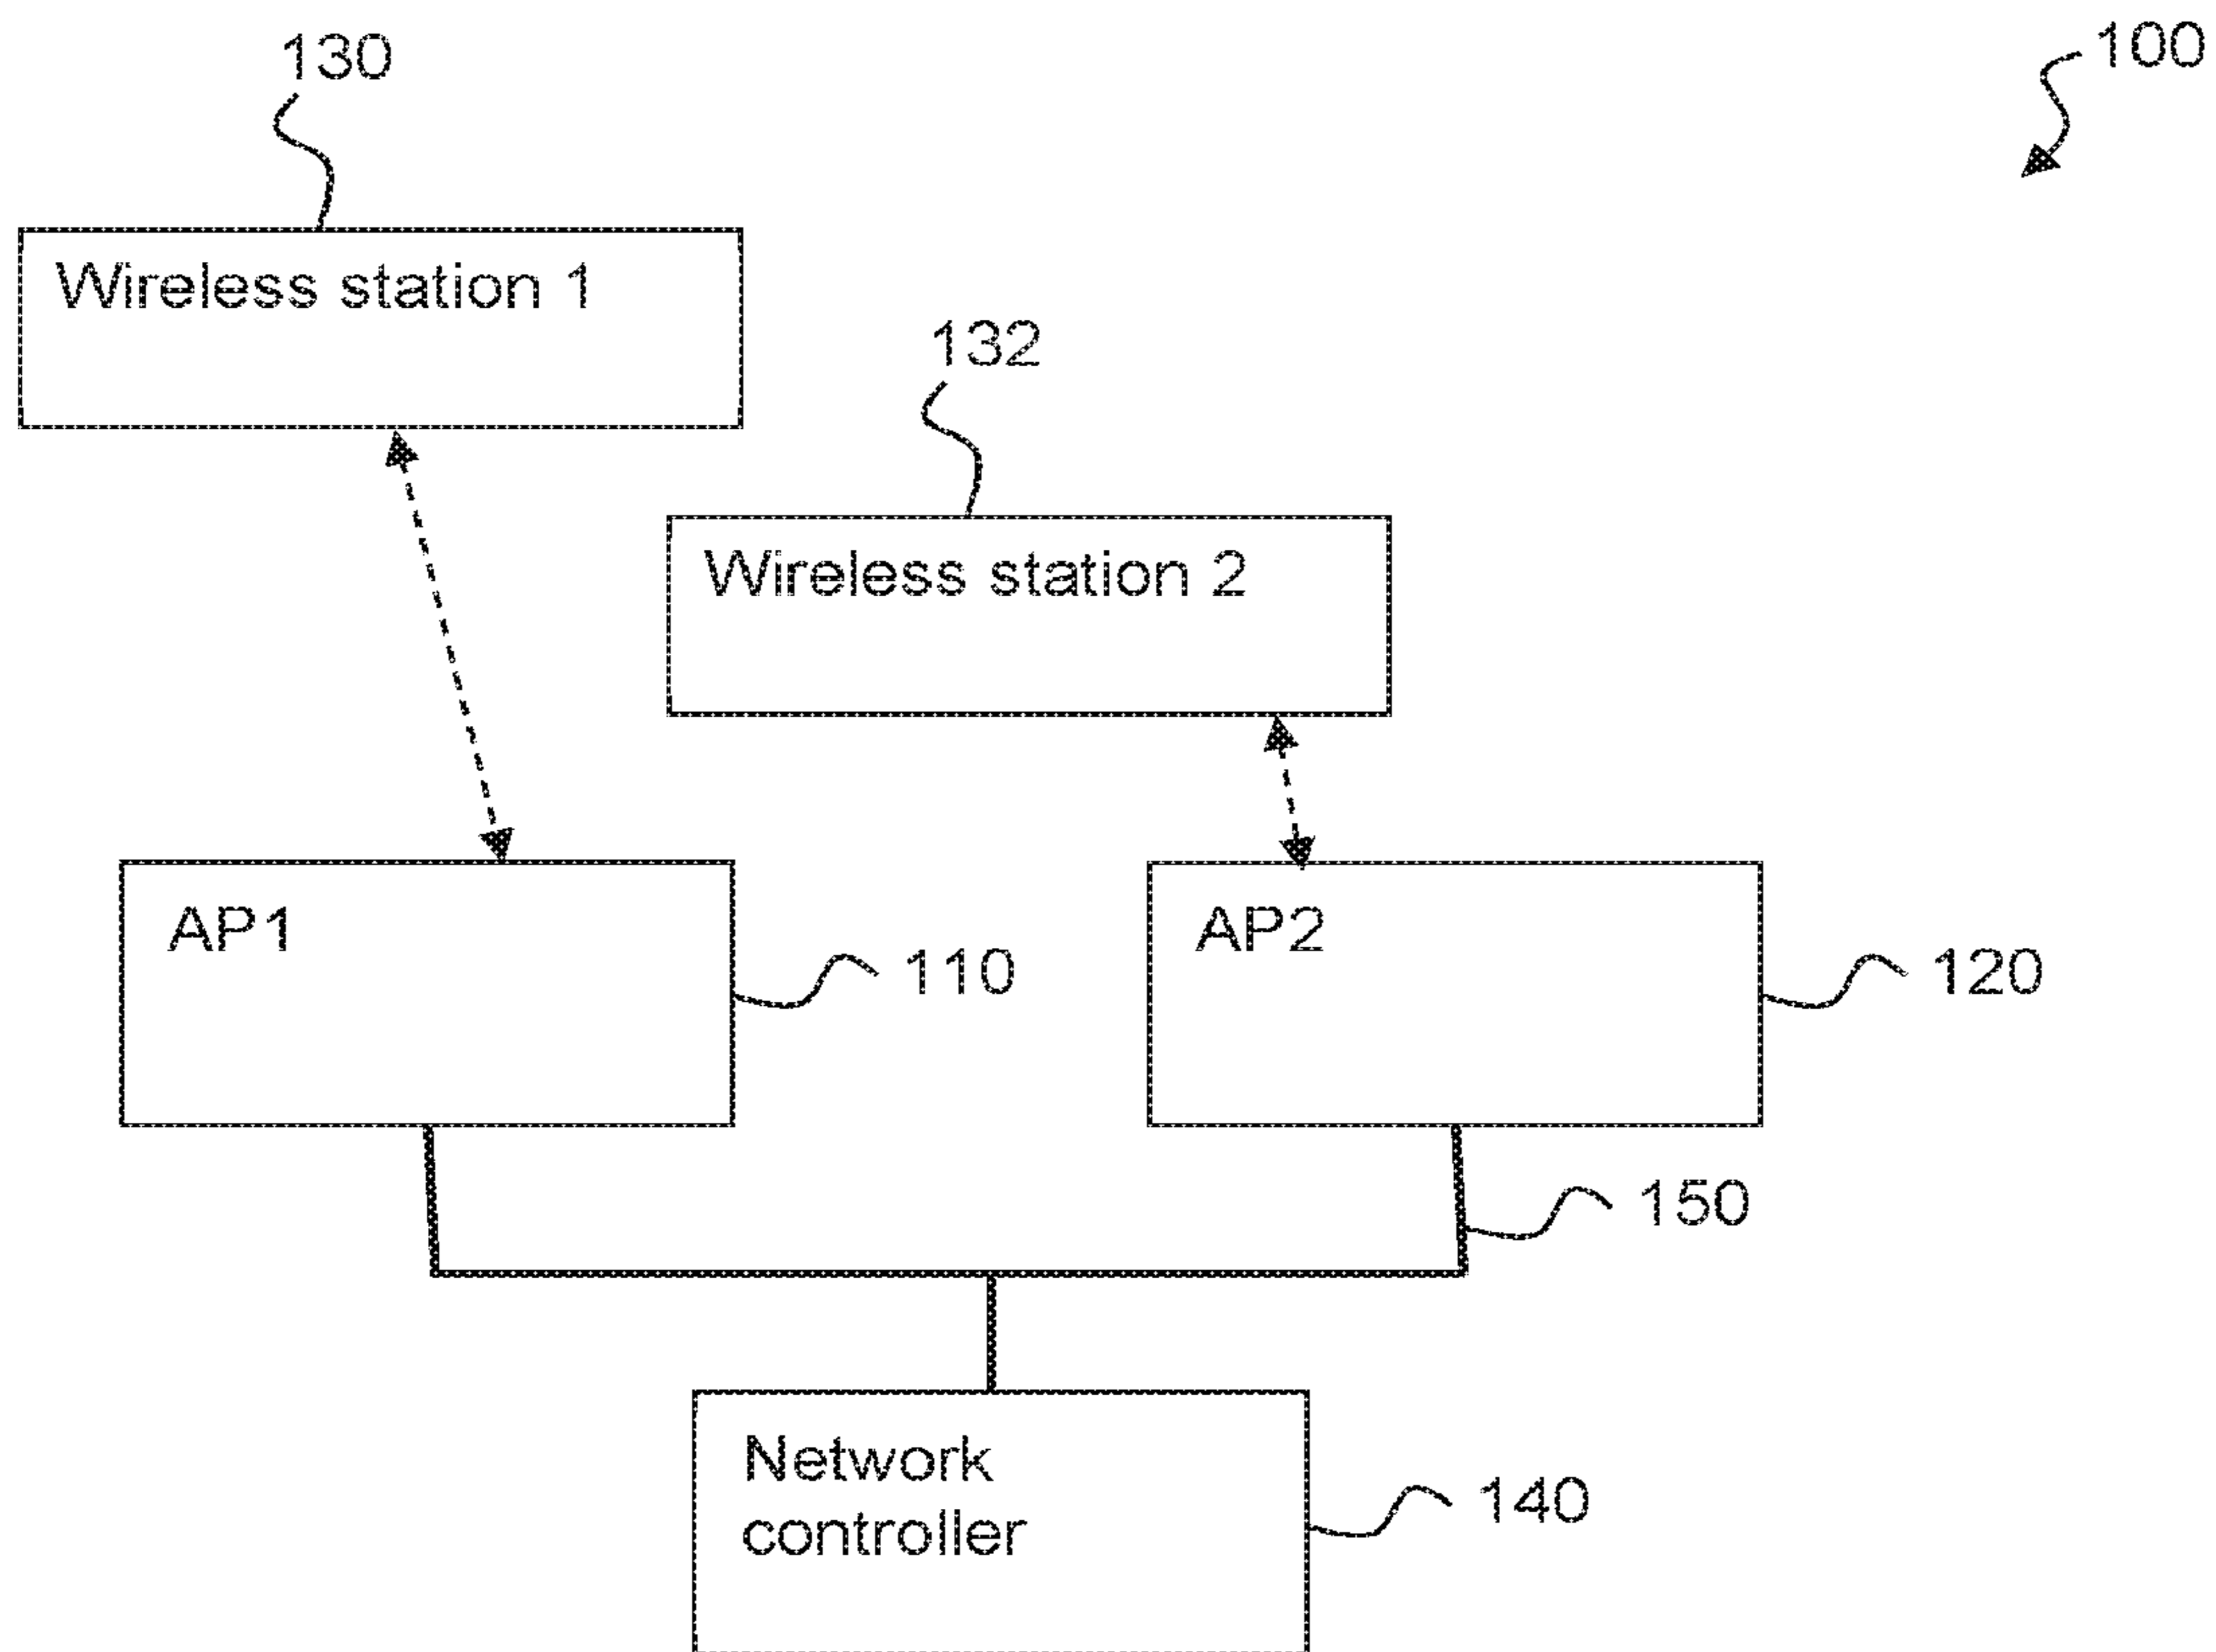 130
100
Wireless station 1
132
Wireless station 2
AP1
110
AP2
120
150
Network
controller
140